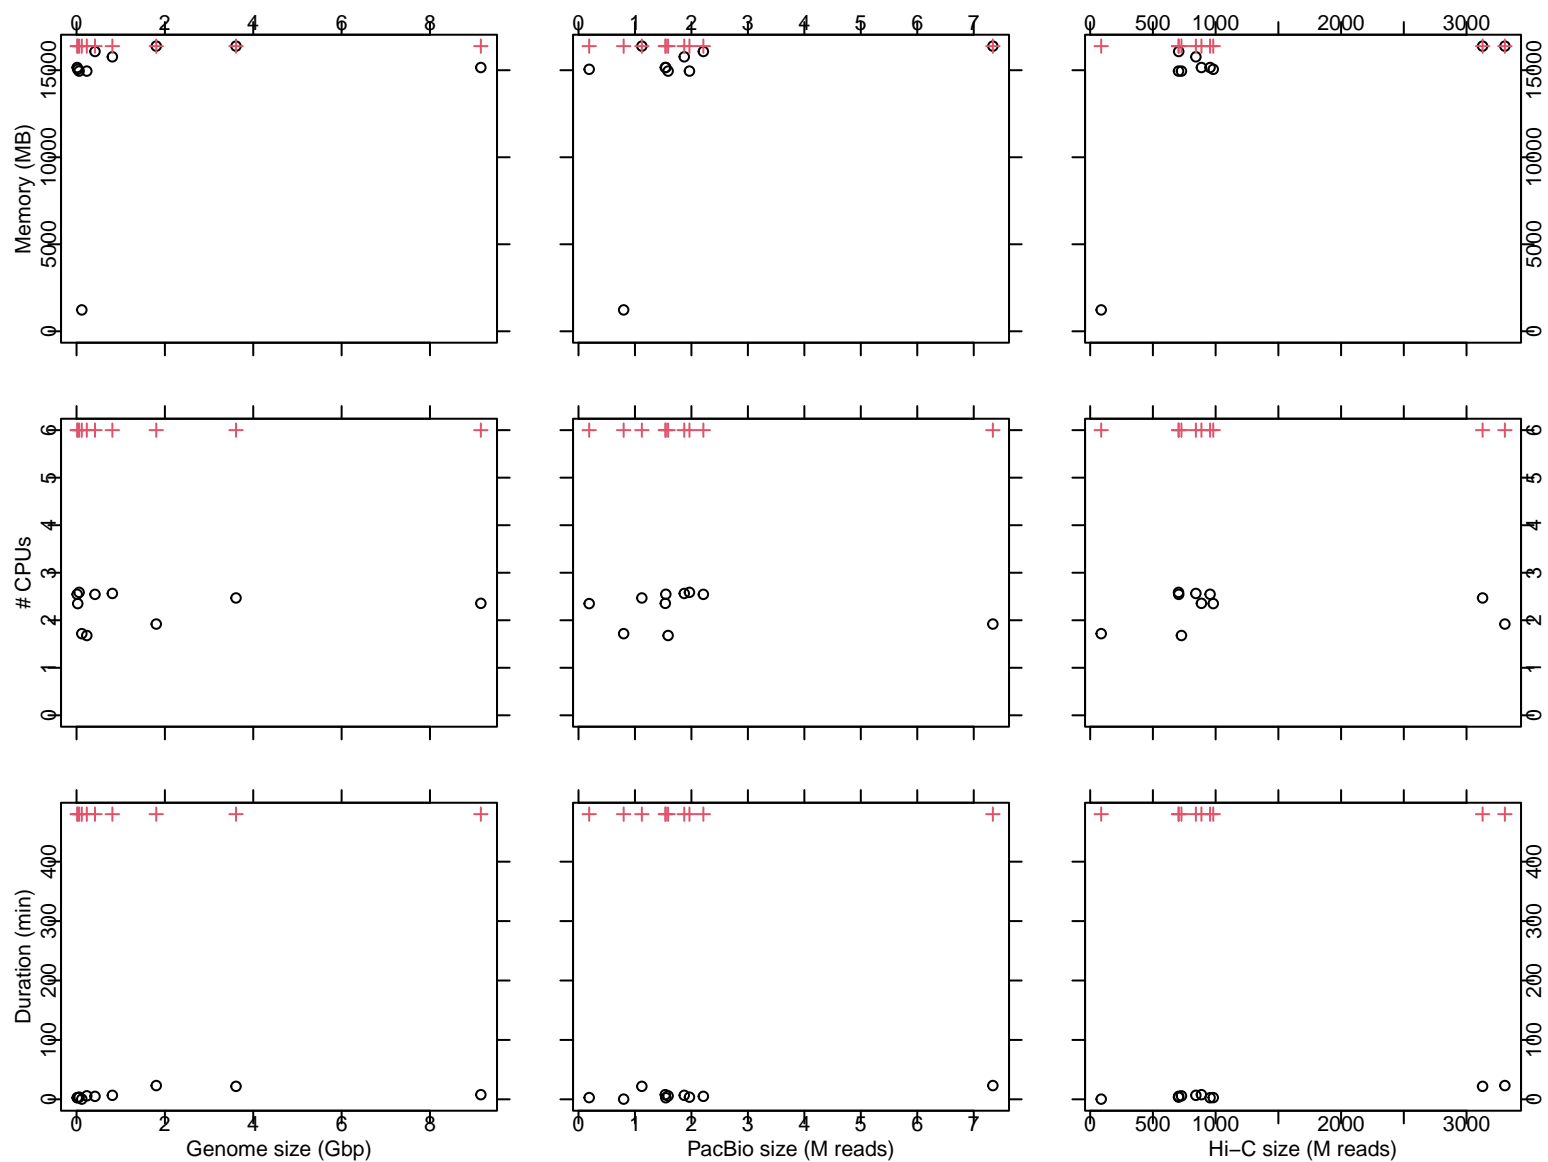 0 2 4 6 8
0 1 2 3 4 5 6 7
0 500 1000 2000 3000
Memory (MB)
0 5000 10000 15000
0 5000 10000 15000
# CPUs
0 1 2 3 4 5 6
0 1 2 3 4 5 6
Duration (min)
0 100 200 300 400
0 100 200 300 400
0 2 4 6 8
0 1 2 3 4 5 6 7
0 500 1000 2000 3000
Genome size (Gbp)
PacBio size (M reads)
Hi−C size (M reads)